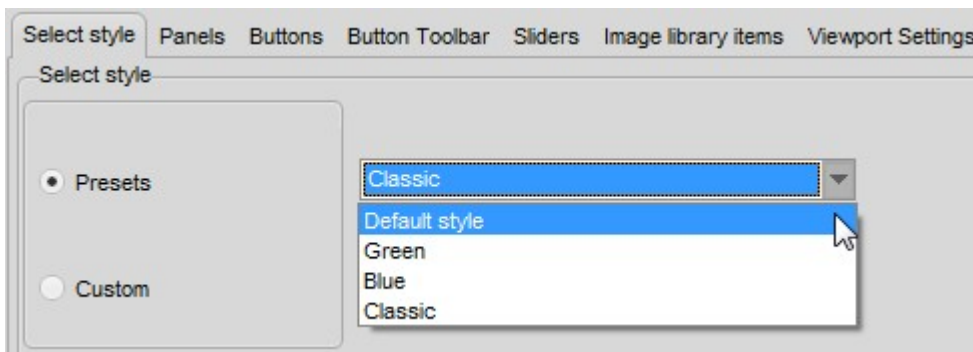 Select style Panels Buttons Button Toolbar Sliders Image library items Viewport Settings
Select style
Presets
Classic
Default style
Green
Blue
Custom
Classic